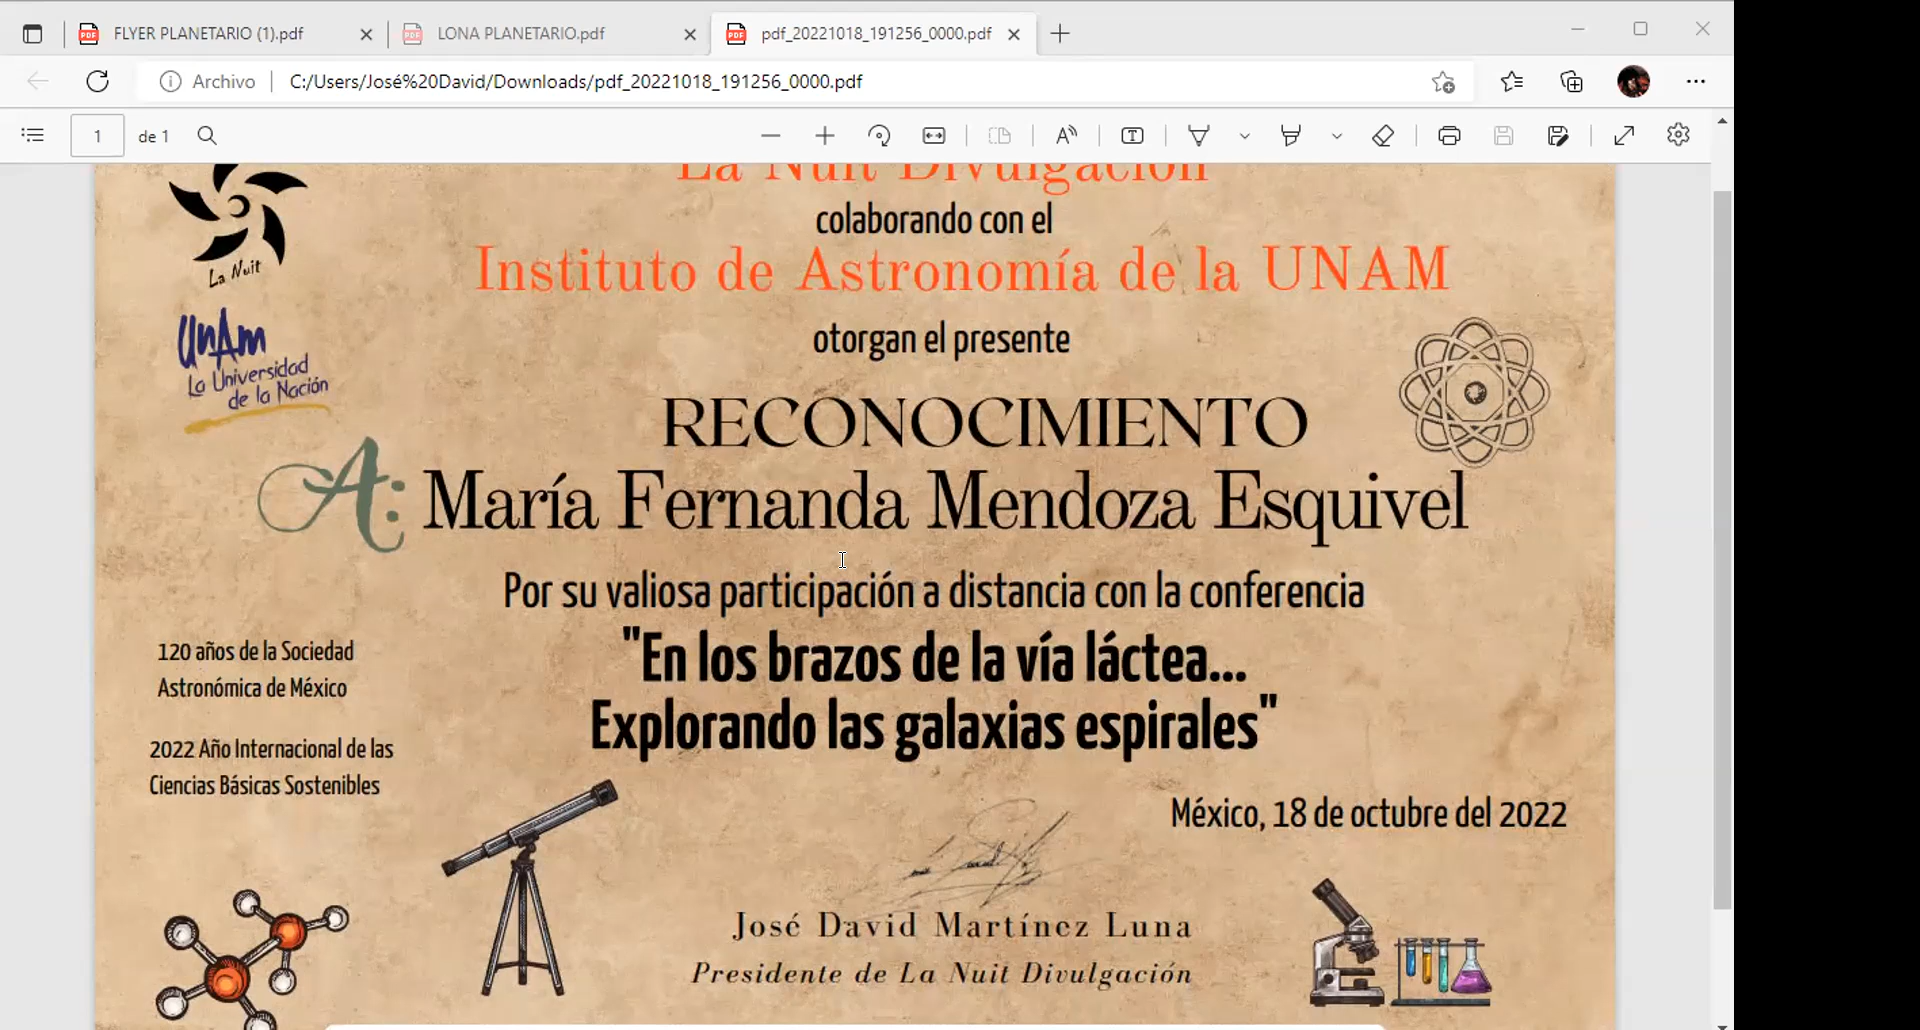 FLYER PLANETARIO (1).pdf
LONA PLANETARIO.pdf
pdf_20221018_191256_0000.pdf
Archivo
C:/Users/José%20David/Downloads/pdf_20221018_191256_0000.pdf
1 de 1
La Nuit Divulgación
colaborando con el
Instituto de Astronomía de la UNAM
otorgan el presente
La Nuit
UnAm
La Universidad
de la Nación
RECONOCIMIENTO
A: María Fernanda Mendoza Esquivel
Por su valiosa participación a distancia con la conferencia
"En los brazos de la vía láctea...
Explorando las galaxias espirales"
120 años de la Sociedad
Astronómica de México
2022 Año Internacional de las
Ciencias Básicas Sostenibles
México, 18 de octubre del 2022
José David Martínez Luna
Presidente de La Nuit Divulgación